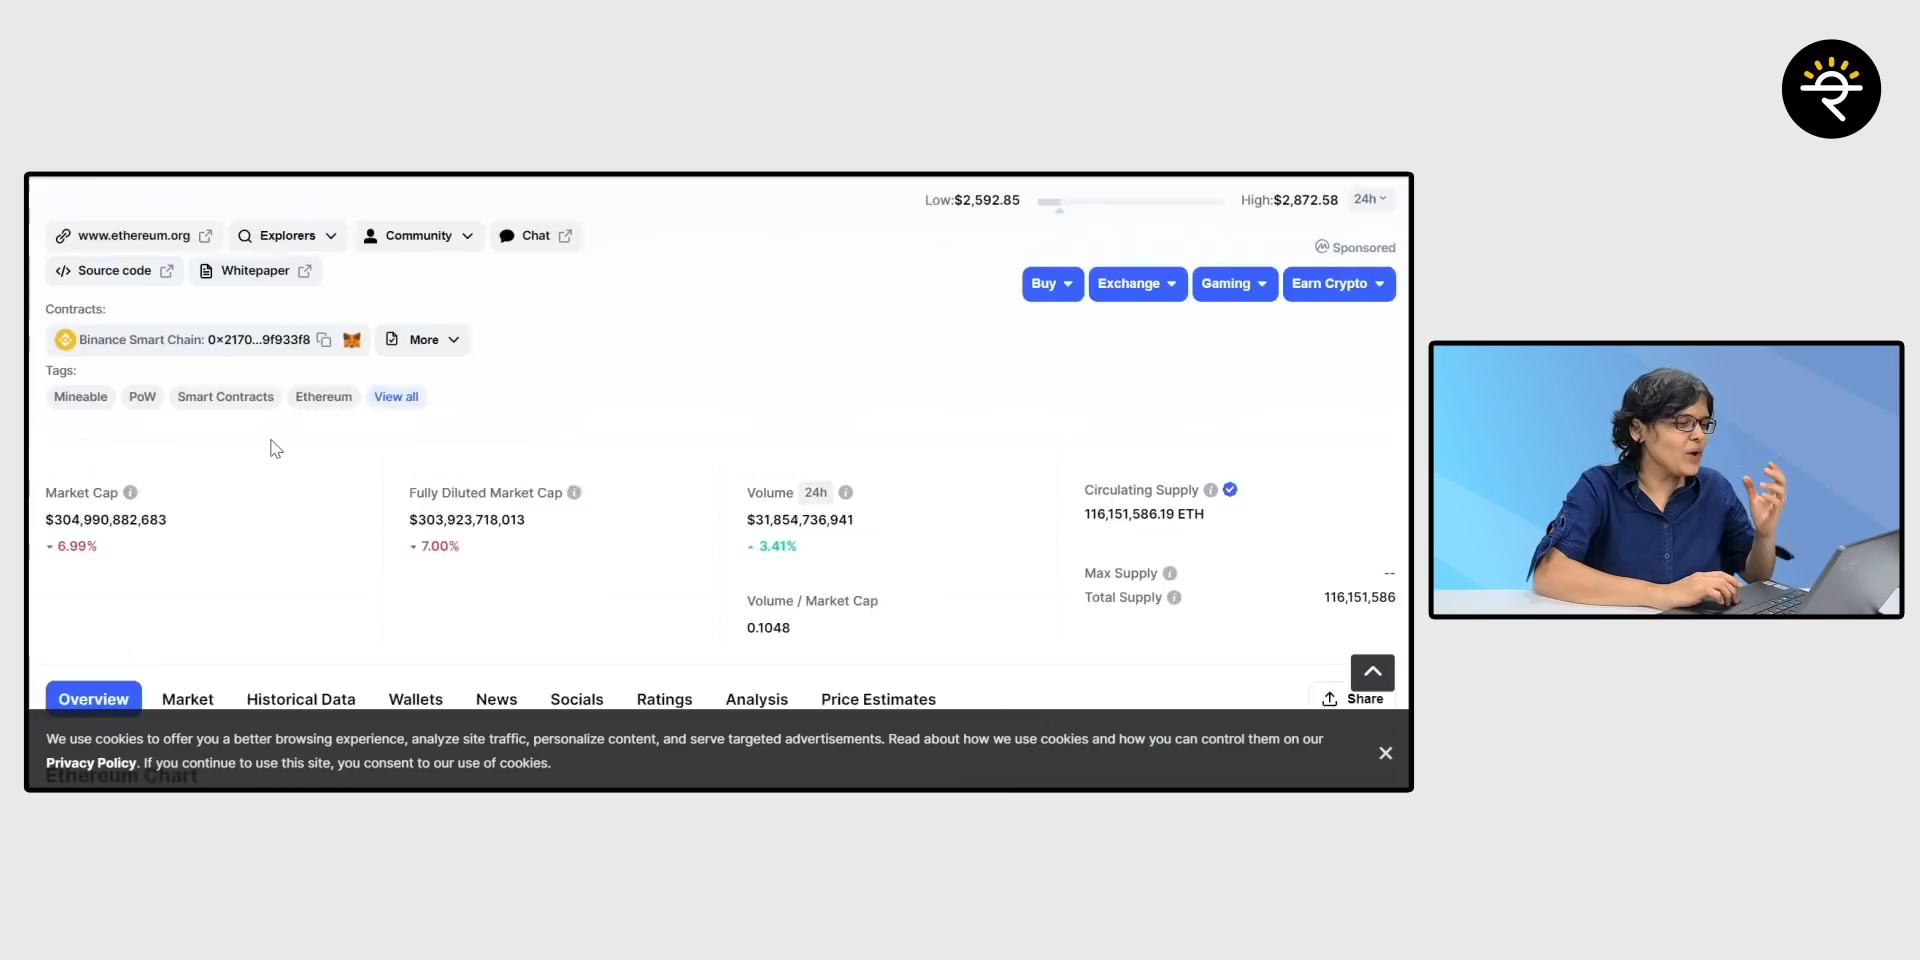 Low:$2,592.85 High:$2,872.58 24h
www.ethereum.org Explorers Community Chat
Sponsored
Source code Whitepaper
Buy Exchange Gaming Earn Crypto
Contracts:
Binance Smart Chain: 0x2170...9f933f8 More
Tags:
Mineable PoW Smart Contracts Ethereum View all
Market Cap Fully Diluted Market Cap Volume 24h Circulating Supply
$304,990,882,683 $303,923,718,013 $31,854,736,941 116,151,586.19 ETH
6.99% 7.00% 3.41%
Max Supply --
Total Supply 116,151,586
Volume / Market Cap
0.1048
Overview Market Historical Data Wallets News Socials Ratings Analysis Price Estimates Share
We use cookies to offer you a better browsing experience, analyze site traffic, personalize content, and serve targeted advertisements. Read about how we use cookies and how you can control them on our
Privacy Policy. If you continue to use this site, you consent to our use of cookies.
Ethereum Chart